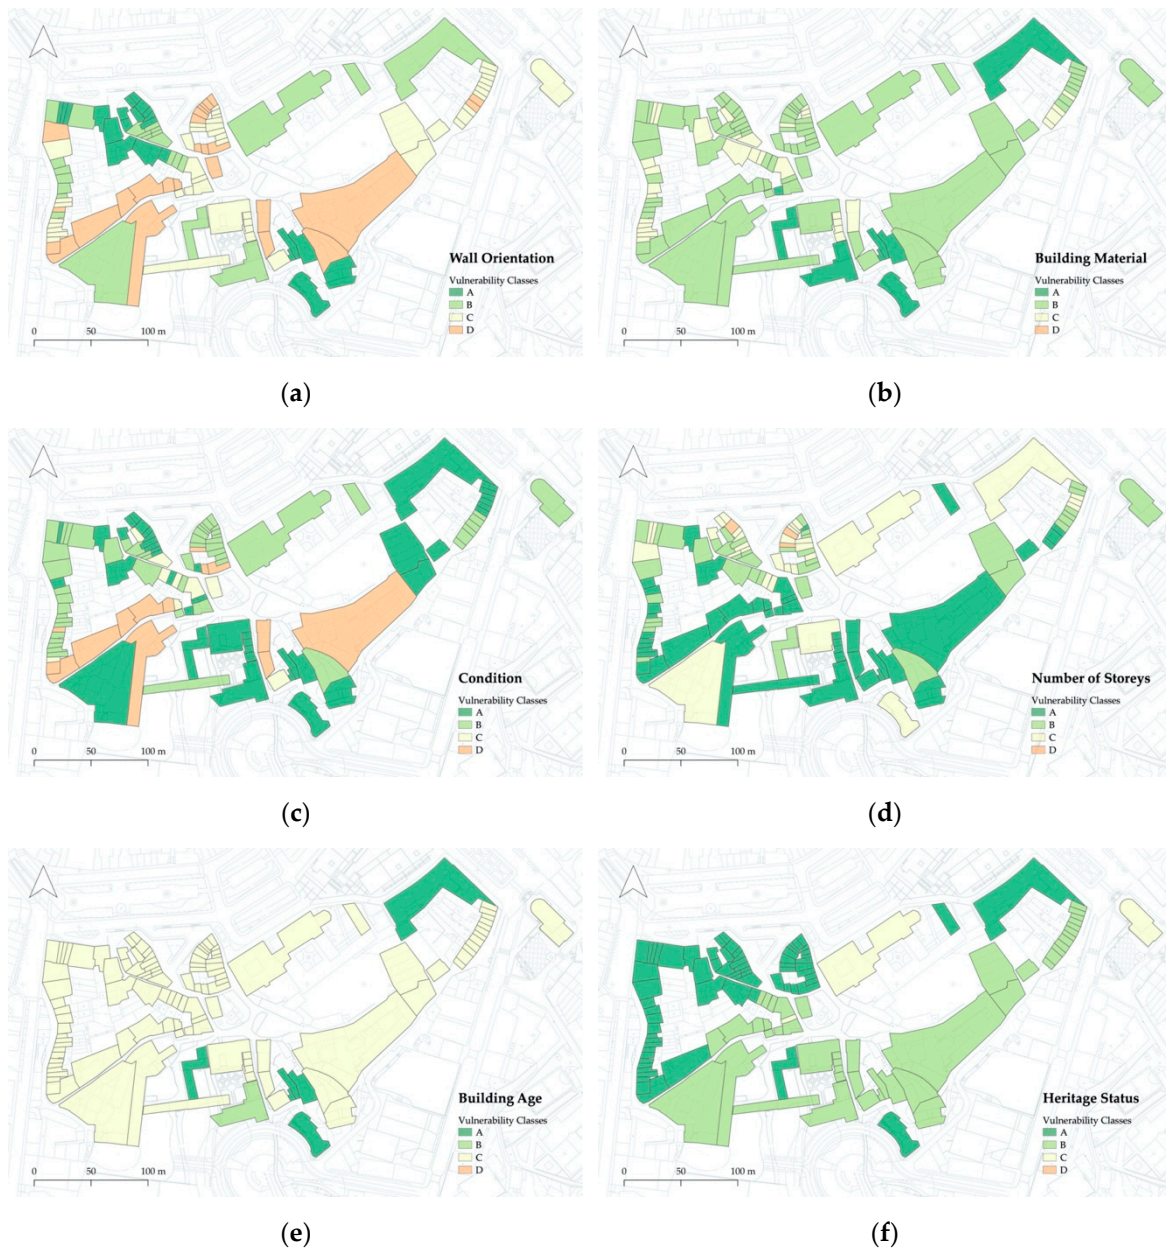 Wall Orientation
Vulnerability Classes
A
B
C
D
0 50 100 m
Building Material
Vulnerability Classes
A
B
C
D
0 50 100 m
(a)
(b)
Condition
Vulnerability Classes
A
B
C
D
0 50 100 m
Number of Storeys
Vulnerability Classes
A
B
C
D
0 50 100 m
(c)
(d)
Building Age
Vulnerability Classes
A
B
C
D
0 50 100 m
Heritage Status
Vulnerability Classes
A
B
C
D
0 50 100 m
(e)
(f)